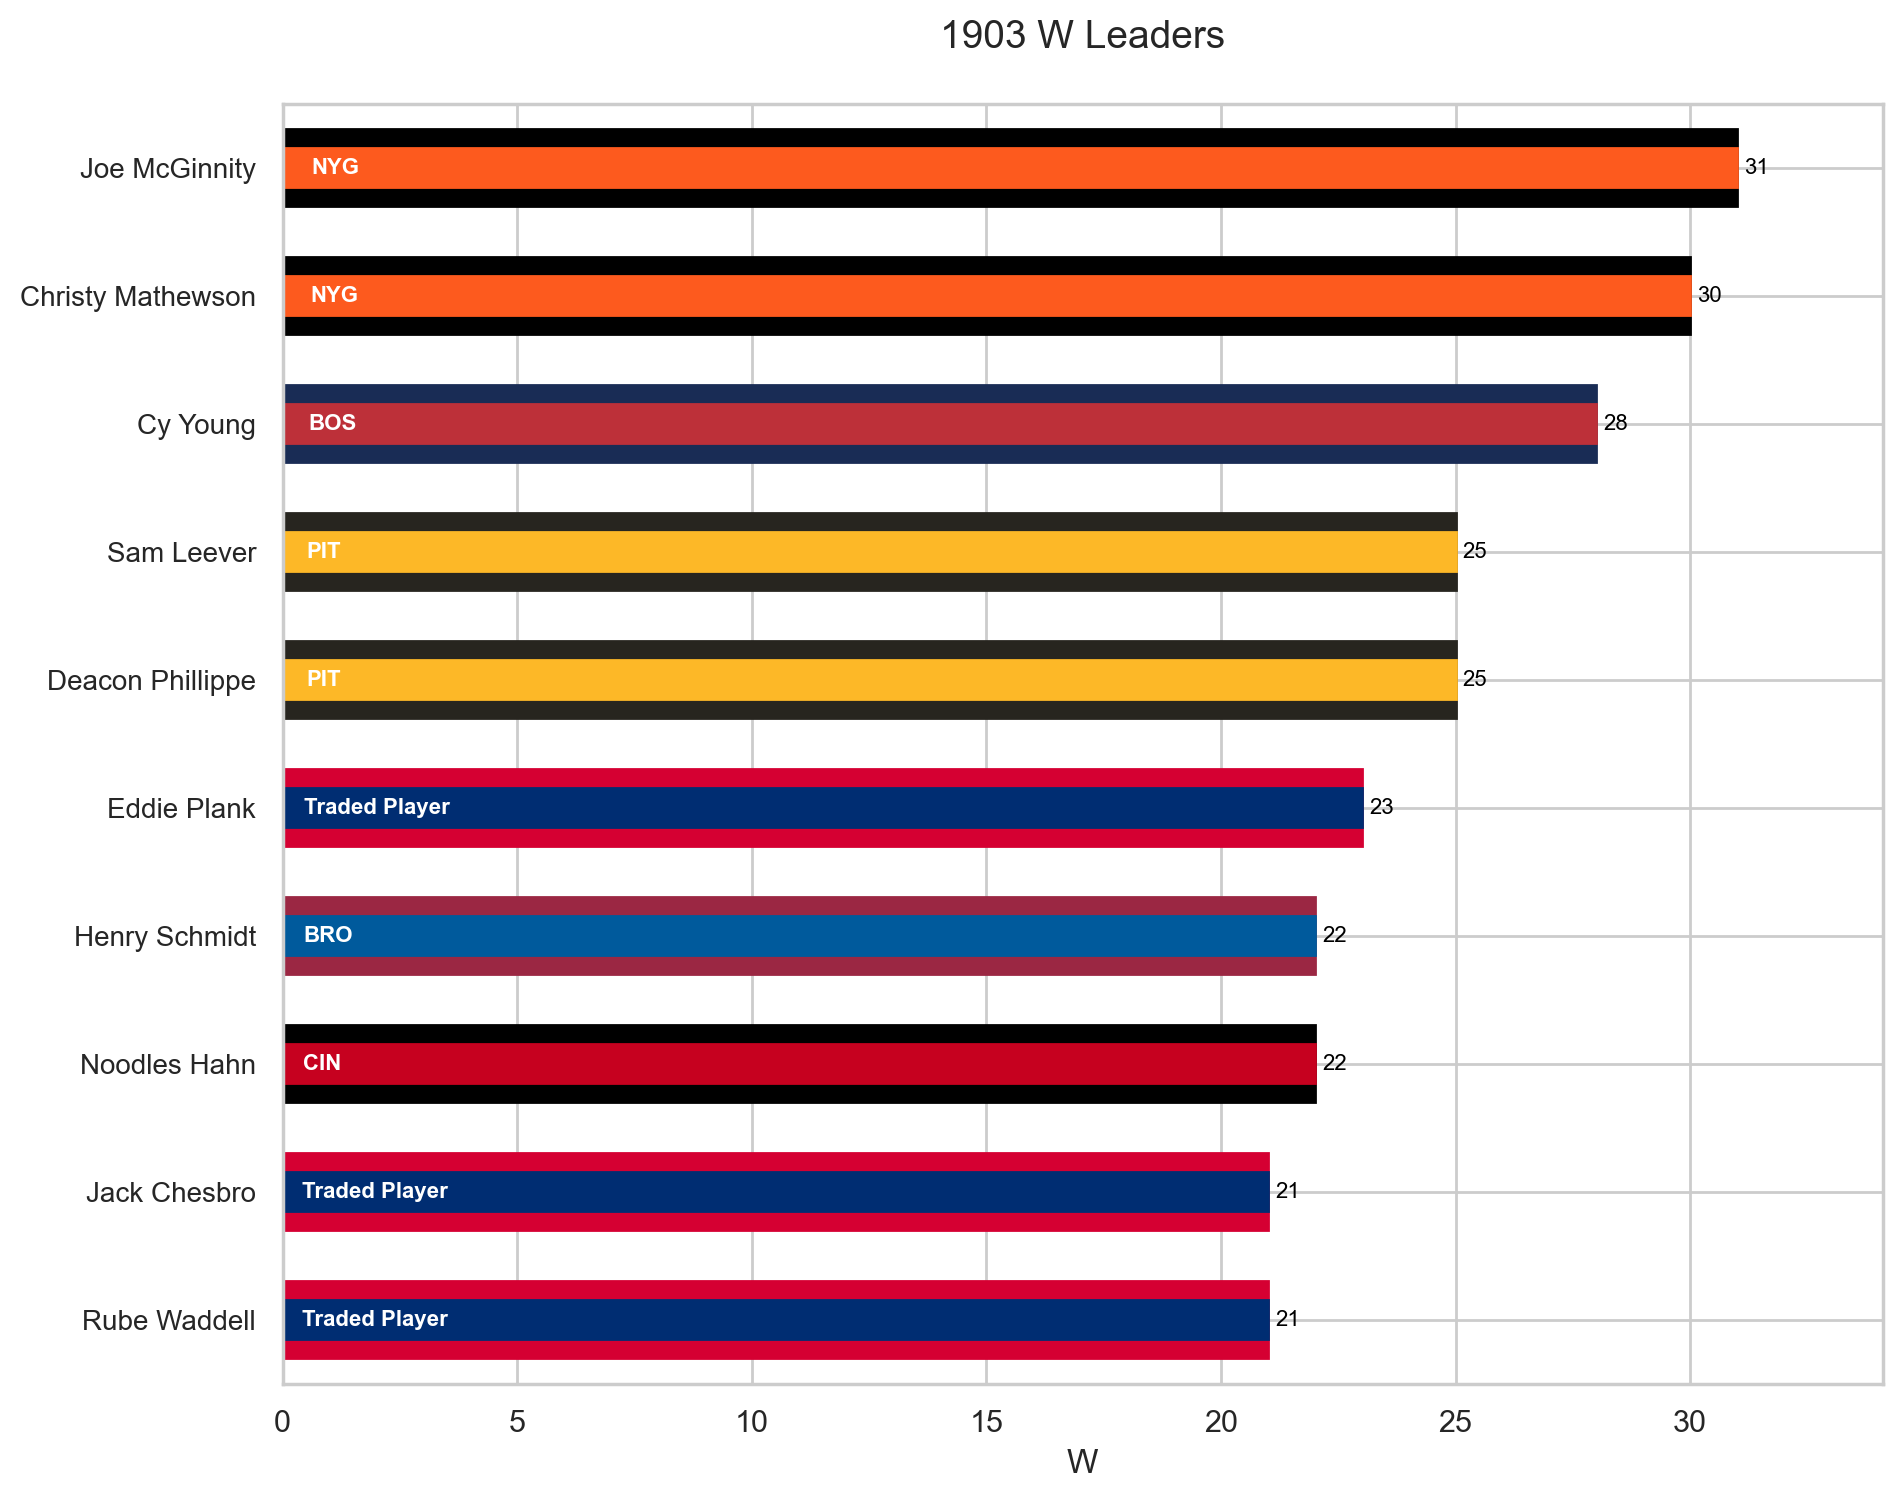 1903 W Leaders
Joe McGinnity NYG 31
Christy Mathewson NYG 30
Cy Young BOS 28
Sam Leever PIT 25
Deacon Phillippe PIT 25
Eddie Plank Traded Player 23
Henry Schmidt BRO 22
Noodles Hahn CIN 22
Jack Chesbro Traded Player 21
Rube Waddell Traded Player 21
0 5 10 15 20 25 30
W